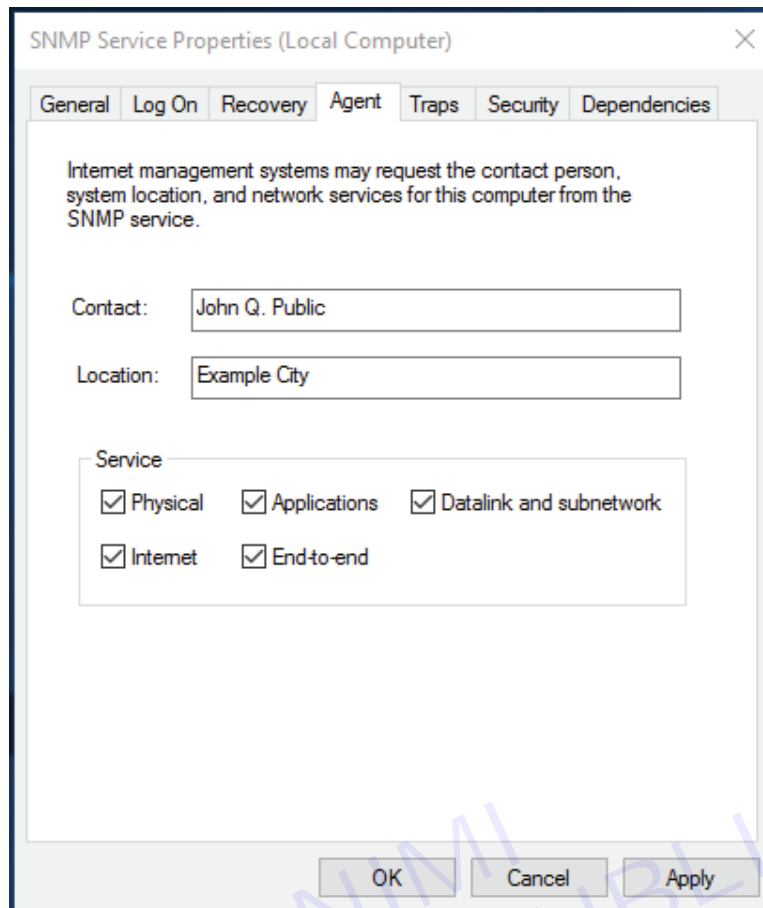 SNMP Service Properties (Local Computer)
General Log On Recovery Agent Traps Security Dependencies
Internet management systems may request the contact person,
system location, and network services for this computer from the
SNMP service.
Contact: John Q. Public
Location: Example City
Service
Physical Applications Datalink and subnetwork
Internet End-to-end
OK Cancel Apply
NIMI